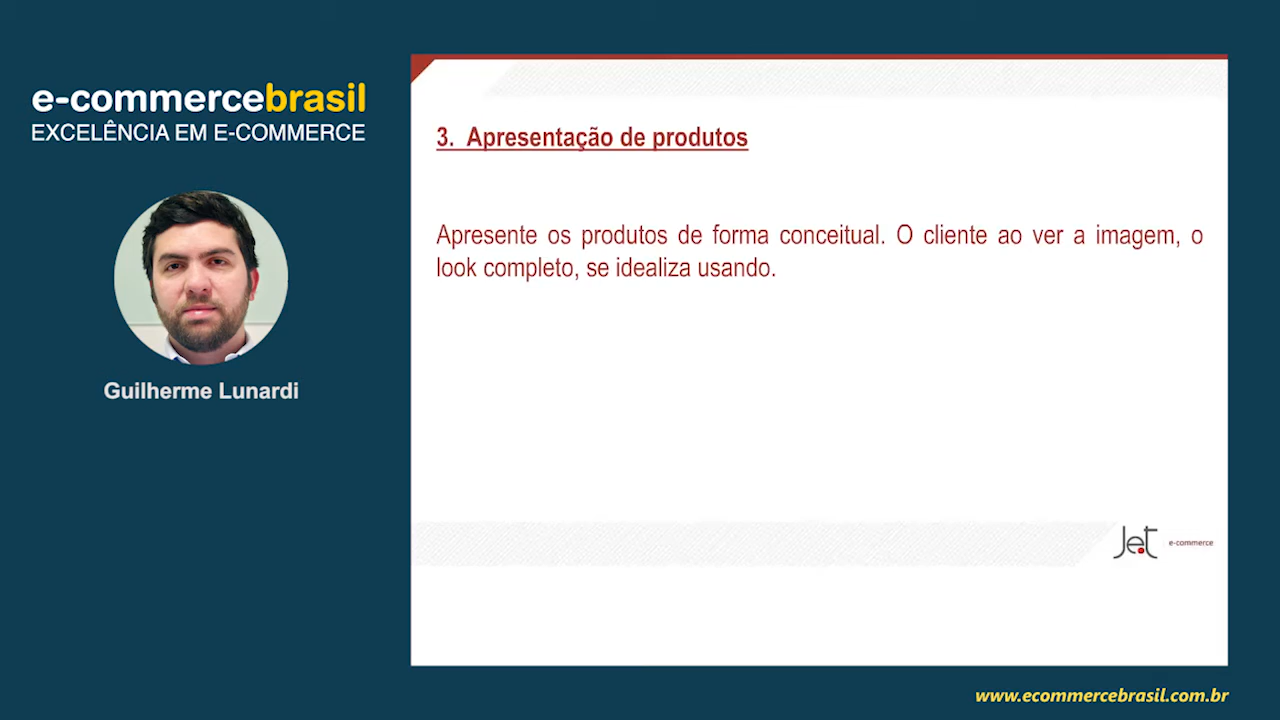 e-commercebrasil
EXCELÊNCIA EM E-COMMERCE
Guilherme Lunardi
3. Apresentação de produtos
Apresente os produtos de forma conceitual. O cliente ao ver a imagem, o
look completo, se idealiza usando.
Jet e-commerce
www.ecommercebrasil.com.br